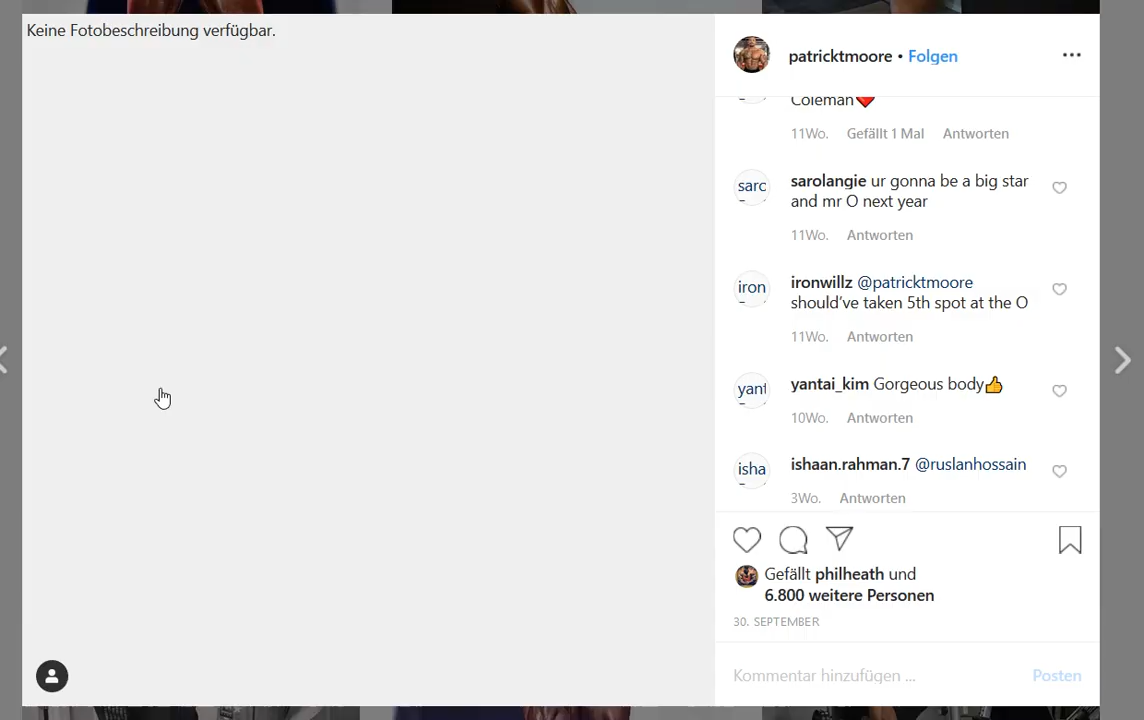 Keine Fotobeschreibung verfügbar.
patricktmoore • Folgen
Coleman❤️
11Wo. Gefällt 1 Mal Antworten
saro
sarolangie ur gonna be a big star
and mr O next year
11Wo. Antworten
iron
ironwillz @patricktmoore
should've taken 5th spot at the O
11Wo. Antworten
yant
yantai_kim Gorgeous body👍
10Wo. Antworten
isha
ishaan.rahman.7 @ruslanhossain
3Wo. Antworten
Gefällt philheath und
6.800 weitere Personen
30. SEPTEMBER
Kommentar hinzufügen ... Posten